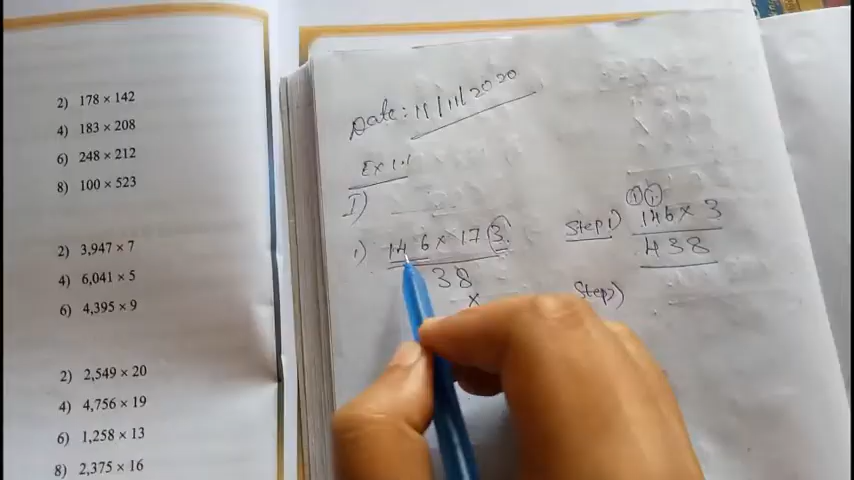 2) 178 × 142
4) 183 × 208
6) 248 × 212
8) 100 × 523
2) 3,947 × 7
4) 6,041 × 5
6) 4,395 × 9
2) 2,549 × 20
4) 4,756 × 19
6) 1,258 × 13
8) 2,375 × 16
Date: 11/11/2020
Ex 1.1
I)
1) 146 × 173
38
×
Step 1) 146 × 3
1 1
438
Step 2)